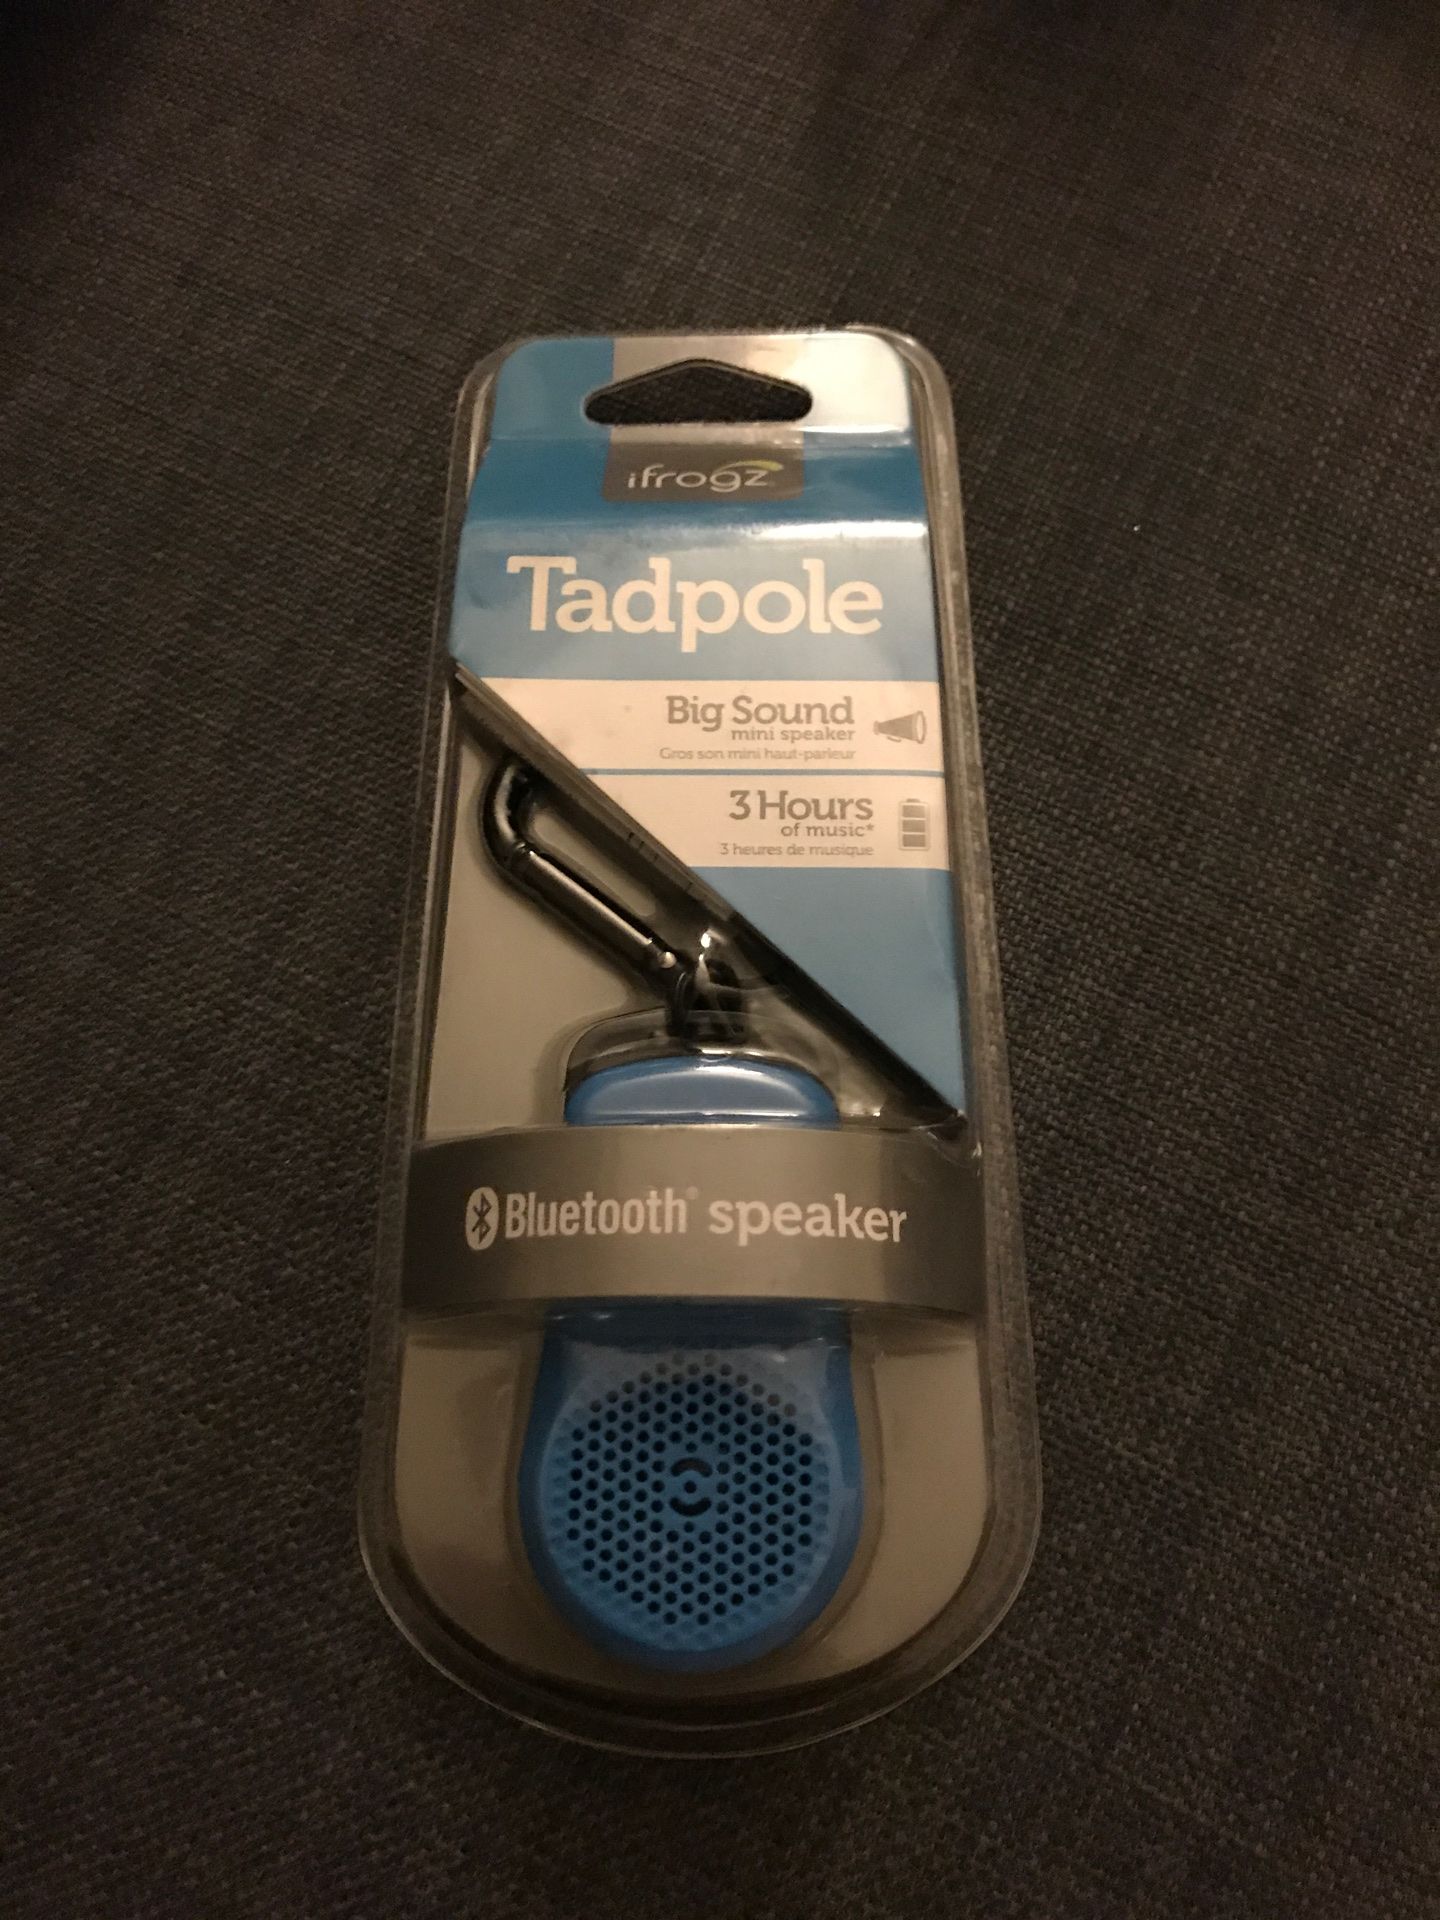 ifrogz
Tadpole
Big Sound
mini speaker
Gros son mini haut-parleur
3 Hours
of music*
3 heures de musique
Bluetooth® speaker